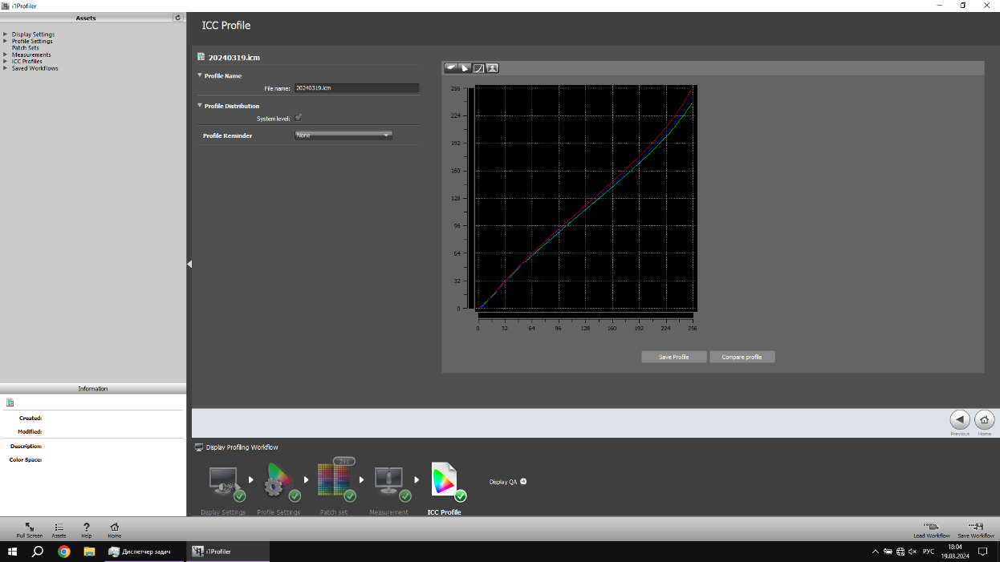 i1Profiler
Assets
Display Settings
Profile Settings
Patch Sets
Measurements
ICC Profiles
Saved Workflows
Information
Created:
Modified:
Description:
Color Space:
ICC Profile
20240319.icm
Profile Name
File name: 20240319.icm
Profile Distribution
System level:
Profile Reminder None
256
224
192
160
128
96
64
32
0
0 32 64 96 128 160 192 224 256
Save Profile Compare profile
Previous Home
Display Profiling Workflow
211
Display QA
Display Settings Profile Settings Patch set Measurement ICC Profile
Full Screen Assets Help Home Load Workflow Save Workflow
Диспетчер задач i1Profiler РУС 18:04
19.03.2024